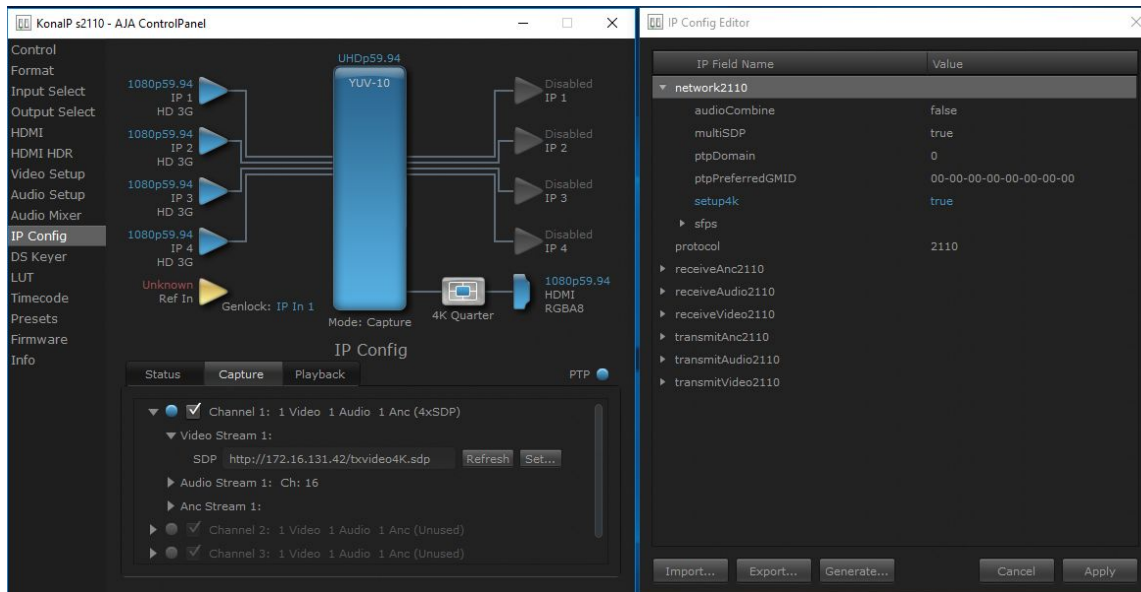 KonaIP s2110 - AJA ControlPanel
Control
Format
Input Select
Output Select
HDMI
HDMI HDR
Video Setup
Audio Setup
Audio Mixer
IP Config
DS Keyer
LUT
Timecode
Presets
Firmware
Info
UHDp59.94
YUV-10
1080p59.94
IP 1
HD 3G
1080p59.94
IP 2
HD 3G
1080p59.94
IP 3
HD 3G
1080p59.94
IP 4
HD 3G
Unknown
Ref In
Genlock: IP In 1
Mode: Capture
Disabled
IP 1
Disabled
IP 2
Disabled
IP 3
Disabled
IP 4
4K Quarter
1080p59.94
HDMI
RGBA8
IP Config
Status Capture Playback PTP
Channel 1: 1 Video 1 Audio 1 Anc (4xSDP)
Video Stream 1:
SDP http://172.16.131.42/txvideo4K.sdp Refresh Set...
Audio Stream 1: Ch: 16
Anc Stream 1:
Channel 2: 1 Video 1 Audio 1 Anc (Unused)
Channel 3: 1 Video 1 Audio 1 Anc (Unused)
IP Config Editor
IP Field Name Value
network2110
audioCombine false
multiSDP true
ptpDomain 0
ptpPreferredGMID 00-00-00-00-00-00-00-00
setup4k true
sfps
protocol 2110
receiveAnc2110
receiveAudio2110
receiveVideo2110
transmitAnc2110
transmitAudio2110
transmitVideo2110
Import... Export... Generate... Cancel Apply